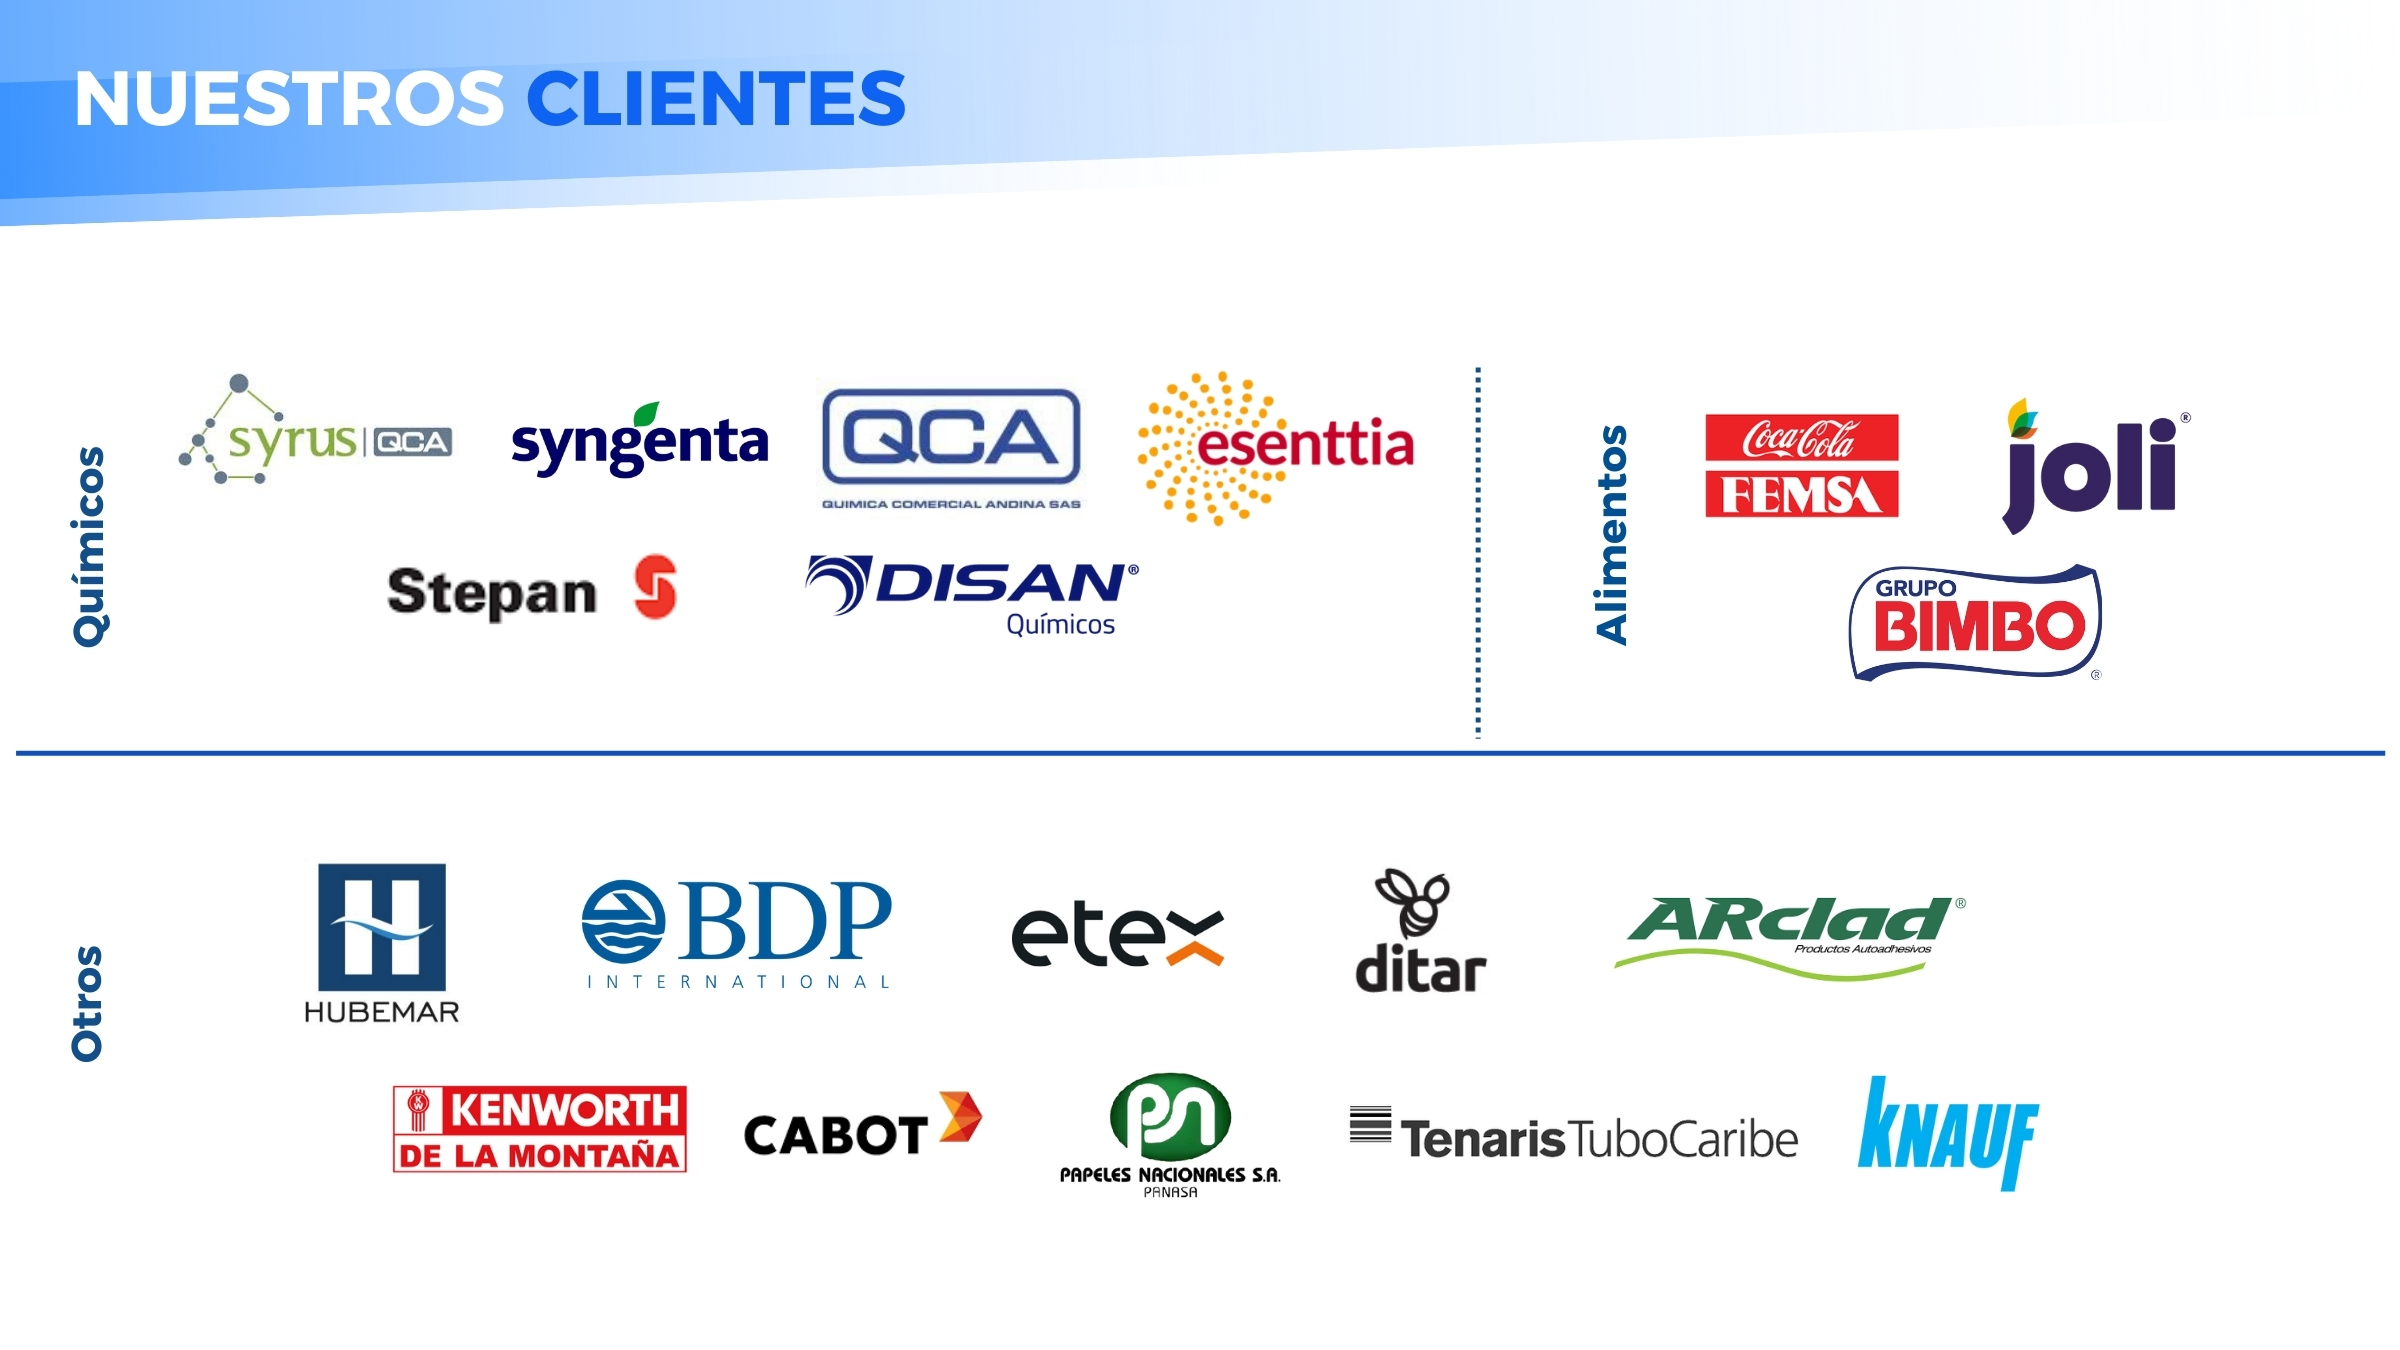 NUESTROS CLIENTES
Químicos
syrus | QCA
syngenta
QCA
QUIMICA COMERCIAL ANDINA SAS
esenttia
Stepan
DISAN®
Químicos
Alimentos
Coca-Cola
FEMSA
joli®
GRUPO
BIMBO
®
Otros
H
HUBEMAR
BDP
INTERNATIONAL
etex
ditar
ARclad®
Productos Autoadhesivos
KW
KENWORTH
DE LA MONTAÑA
CABOT
pn
PAPELES NACIONALES S.A.
PANASA
TenarisTuboCaribe
KNAUF